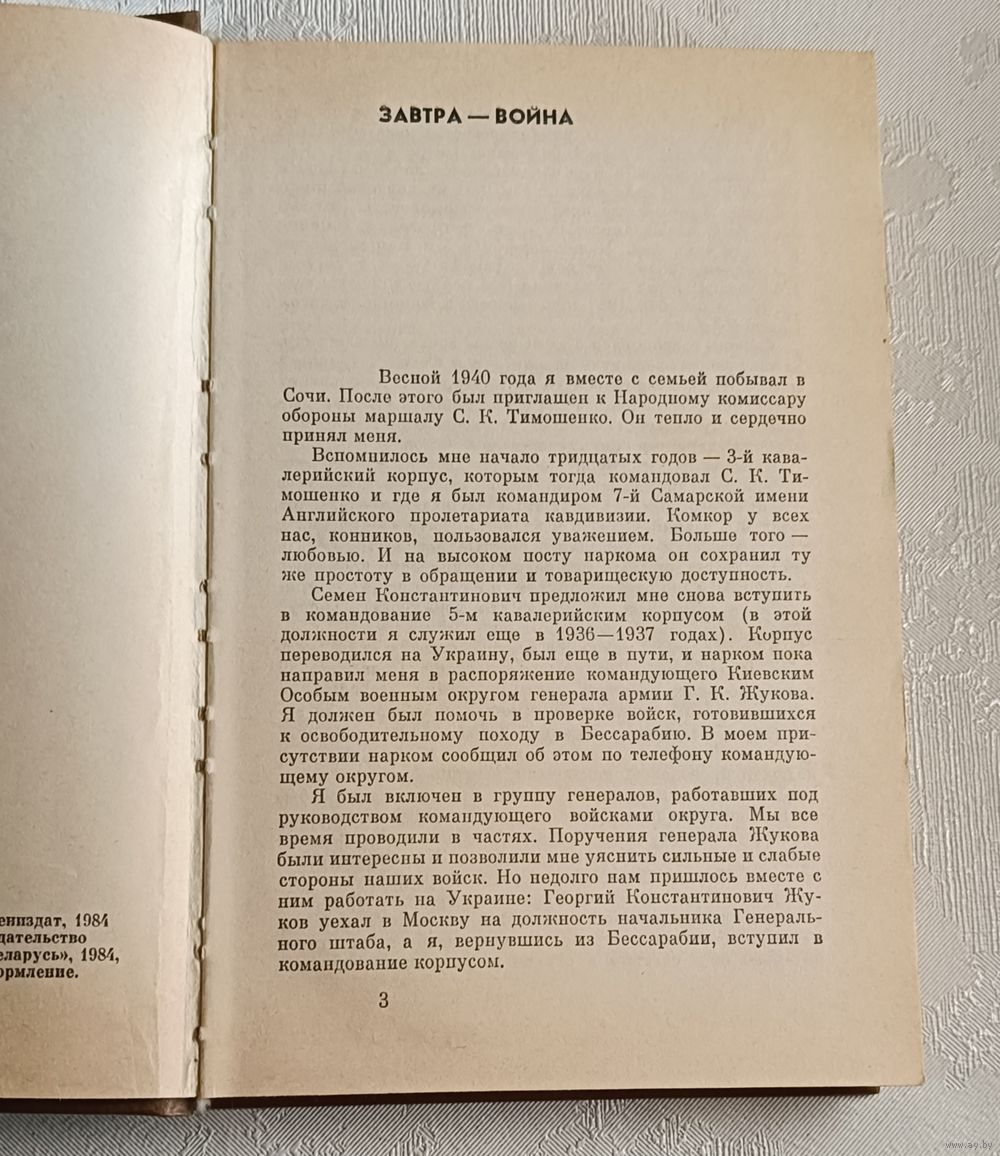 ЗАВТРА — ВОЙНА
Весной 1940 года я вместе с семьей побывал в
Сочи. После этого был приглашен к Народному комиссару
обороны маршалу С. К. Тимошенко. Он тепло и сердечно
принял меня.
Вспомнилось мне начало тридцатых годов — 3-й кава-
лерийский корпус, которым тогда командовал С. К. Ти-
мошенко и где я был командиром 7-й Самарской имени
Английского пролетариата кавдивизии. Комкор у всех
нас, конников, пользовался уважением. Больше того —
любовью. И на высоком посту наркома он сохранил ту
же простоту в обращении и товарищескую доступность.
Семен Константинович предложил мне снова вступить
в командование 5-м кавалерийским корпусом (в этой
должности я служил еще в 1936—1937 годах). Корпус
переводился на Украину, был еще в пути, и нарком пока
направил меня в распоряжение командующего Киевским
Особым военным округом генерала армии Г. К. Жукова.
Я должен был помочь в проверке войск, готовившихся
к освободительному походу в Бессарабию. В моем при-
сутствии нарком сообщил об этом по телефону командую-
щему округом.
Я был включен в группу генералов, работавших под
руководством командующего войсками округа. Мы все
время проводили в частях. Поручения генерала Жукова
были интересны и позволили мне уяснить сильные и слабые
стороны наших войск. Но недолго нам пришлось вместе с
ним работать на Украине: Георгий Константинович Жу-
ков уехал в Москву на должность начальника Генераль-
ного штаба, а я, вернувшись из Бессарабии, вступил в
командование корпусом.
3
ениздат, 1984
дательство
еларусь», 1984,
ормление.
www.ay.by